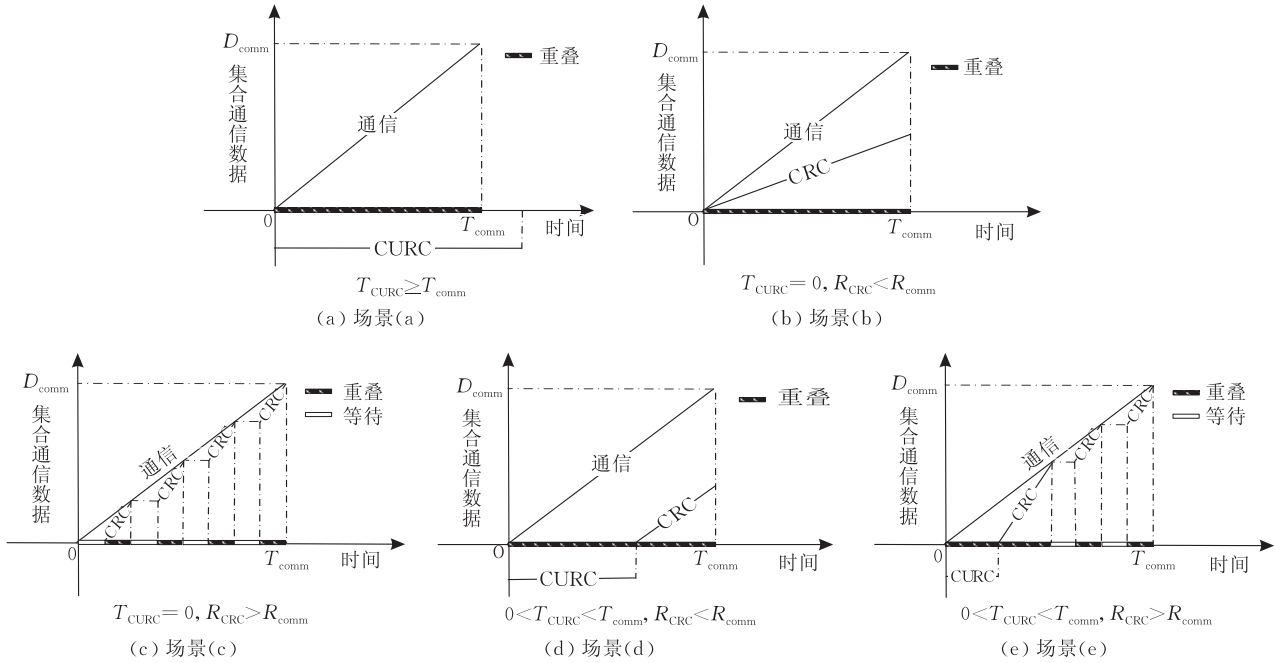 D_comm
集合通信数据
通信
重叠
0
T_comm
时间
CURC
T_CURC≥T_comm
(a) 场景(a)
D_comm
集合通信数据
通信
CRC
重叠
O
T_comm
时间
T_CURC=0, R_CRC<R_comm
(b) 场景(b)
D_comm
集合通信数据
通信
CRC
CRC
CRC
CRC
重叠
等待
0
T_comm
时间
T_CURC=0, R_CRC>R_comm
(c) 场景(c)
D_comm
集合通信数据
通信
CRC
重叠
0
T_comm
时间
CURC
0<T_CURC<T_comm, R_CRC<R_comm
(d) 场景(d)
D_comm
集合通信数据
通信
CRC
CRC
CRC
重叠
等待
0
T_comm
时间
CURC
0<T_CURC<T_comm, R_CRC>R_comm
(e) 场景(e)